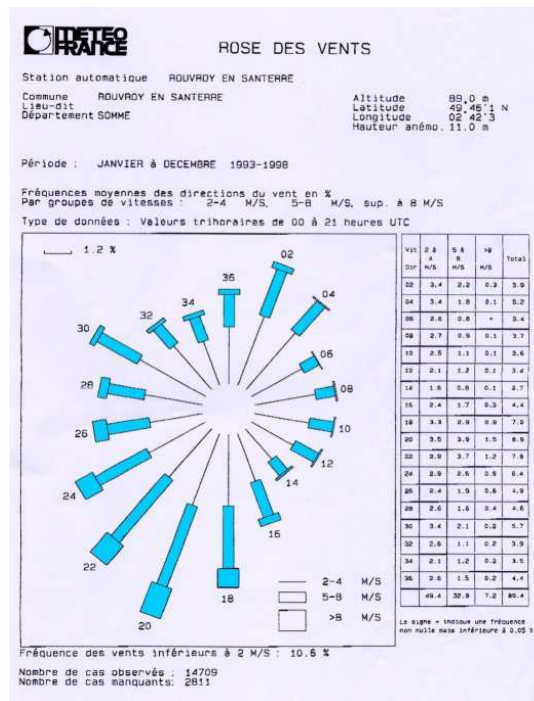 METEO
FRANCE
ROSE DES VENTS
Station automatique ROUVROY EN SANTERRE
Commune ROUVROY EN SANTERRE
Lieu-dit
Département SOMME
Altitude 89.0 m
Latitude 49°46'1 N
Longitude 02°42'3
Hauteur anémo. 11.0 m
Période : JANVIER à DECEMBRE 1993-1998
Fréquences moyennes des directions du vent en %
Par groupes de vitesses : 2-4 M/S, 5-8 M/S, sup. à 8 M/S
Type de données : Valeurs trihoraires de 00 à 21 heures UTC
1.2 %
02
04
06
08
10
12
14
16
18
20
22
24
26
28
30
32
34
36
2-4 M/S
5-8 M/S
>8 M/S
Vit 2 à 5 à >8 Total
4 8
Dir M/S M/S M/S
02 3.4 2.2 0.3 5.9
04 3.4 1.8 0.1 5.2
06 2.6 0.8 + 3.4
08 2.7 0.9 0.1 3.7
10 2.5 1.1 0.1 3.6
12 2.1 1.2 0.1 3.4
14 1.8 0.8 0.1 2.7
16 2.4 1.7 0.3 4.4
18 3.3 2.9 0.9 7.0
20 3.5 3.9 1.5 8.9
22 2.9 3.7 1.2 7.8
24 2.9 2.6 0.9 6.4
26 2.4 1.9 0.6 4.9
28 2.6 1.6 0.4 4.6
30 3.4 2.1 0.2 5.7
32 2.6 1.1 0.2 3.9
34 2.1 1.2 0.2 3.5
36 2.6 1.5 0.2 4.4
49.4 32.8 7.2 89.4
Le signe + indique une fréquence
non nulle mais inférieure à 0.05 %
Fréquence des vents inférieurs à 2 M/S : 10.6 %
Nombre de cas observés : 14709
Nombre de cas manquants: 2811